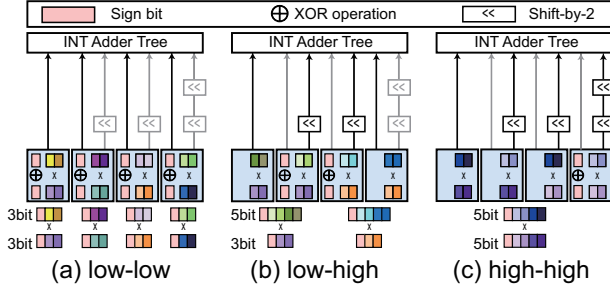 Sign bit XOR operation << Shift-by-2
INT Adder Tree INT Adder Tree INT Adder Tree
<< << <<
<< << << << << << <<
x x x x x x x x x x x x
3bit 5bit 5bit
x x x x x x x
3bit 3bit 5bit
(a) low-low (b) low-high (c) high-high